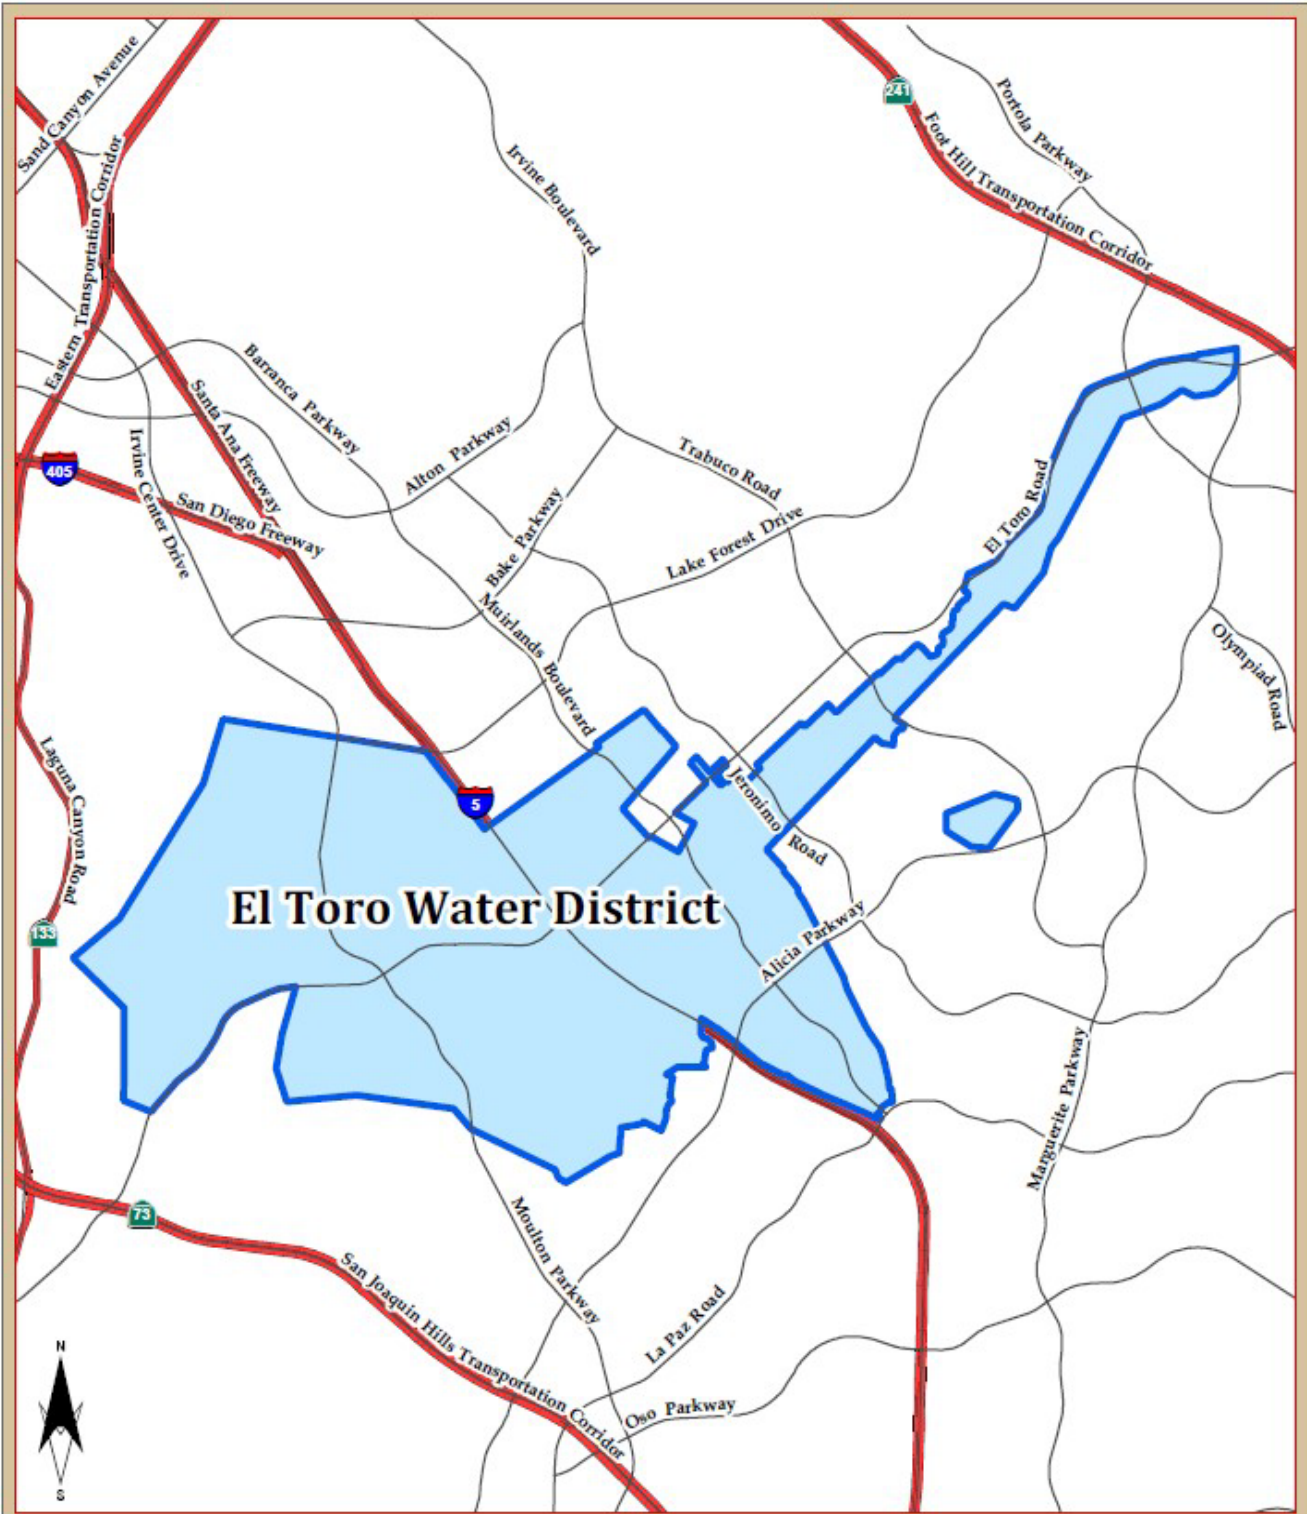 Sand Canyon Avenue
Eastern Transportation Corridor
Irvine Boulevard
241
Foot Hill Transportation Corridor
Portola Parkway
Barranca Parkway
Santa Ana Freeway
Alton Parkway
Trabuco Road
405
Irvine Center Drive
San Diego Freeway
Bake Parkway
Lake Forest Drive
El Toro Road
Muirlands Boulevard
Olympiad Road
Laguna Canyon Road
5
Jeronimo Road
El Toro Water District
133
Alicia Parkway
Marguerite Parkway
73
Moulton Parkway
San Joaquin Hills Transportation Corridor
La Paz Road
Oso Parkway
N
S